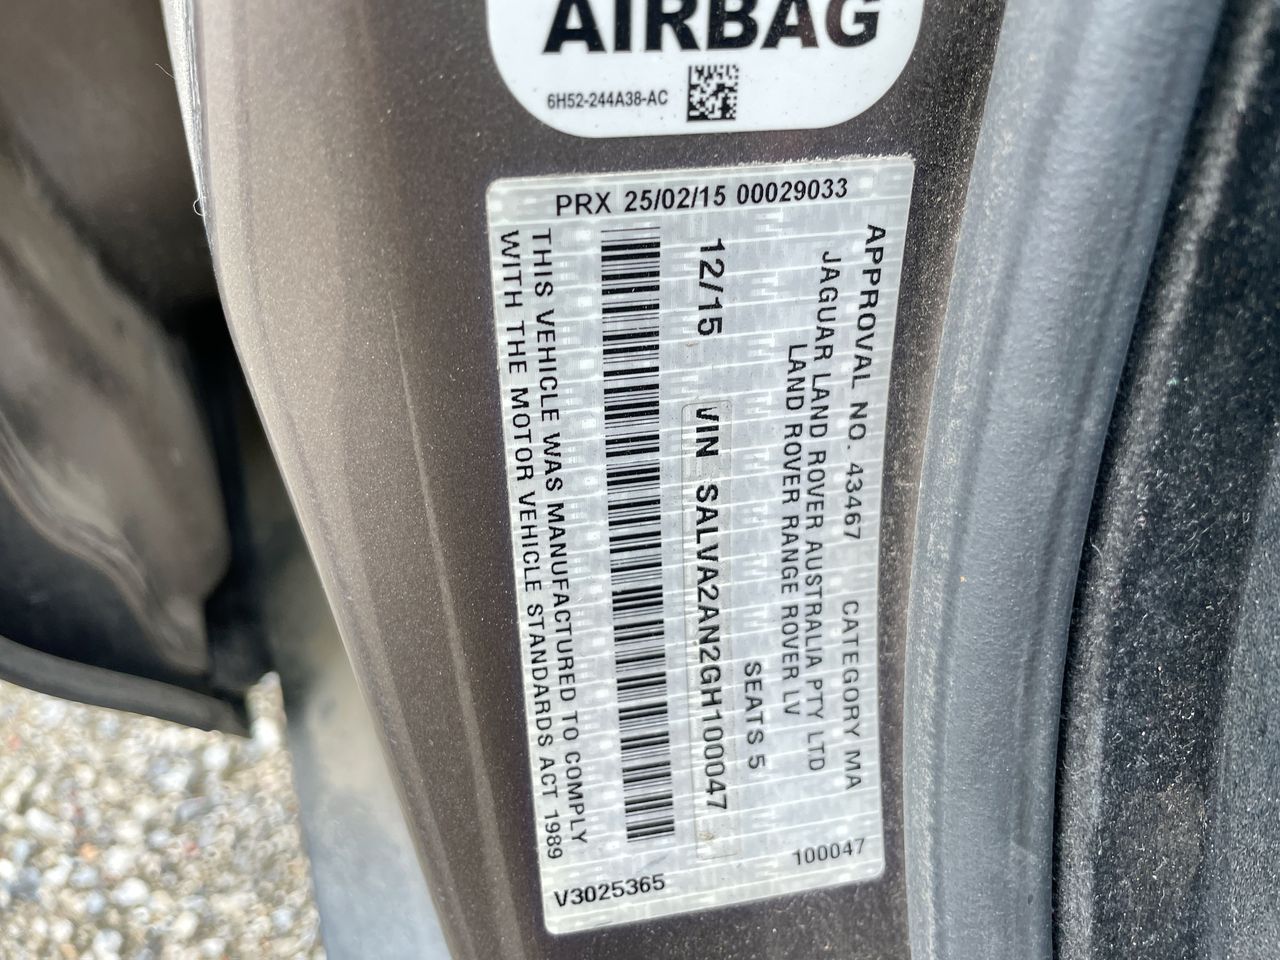 AIRBAG
6H52-244A38-AC
PRX 25/02/15 00029033
APPROVAL NO. 43467 CATEGORY MA
JAGUAR LAND ROVER AUSTRALIA PTY LTD
LAND ROVER RANGE ROVER LV
SEATS 5
12/15 VIN SALVA2AN2GH100047
THIS VEHICLE WAS MANUFACTURED TO COMPLY
WITH THE MOTOR VEHICLE STANDARDS ACT 1989
100047
V3025365